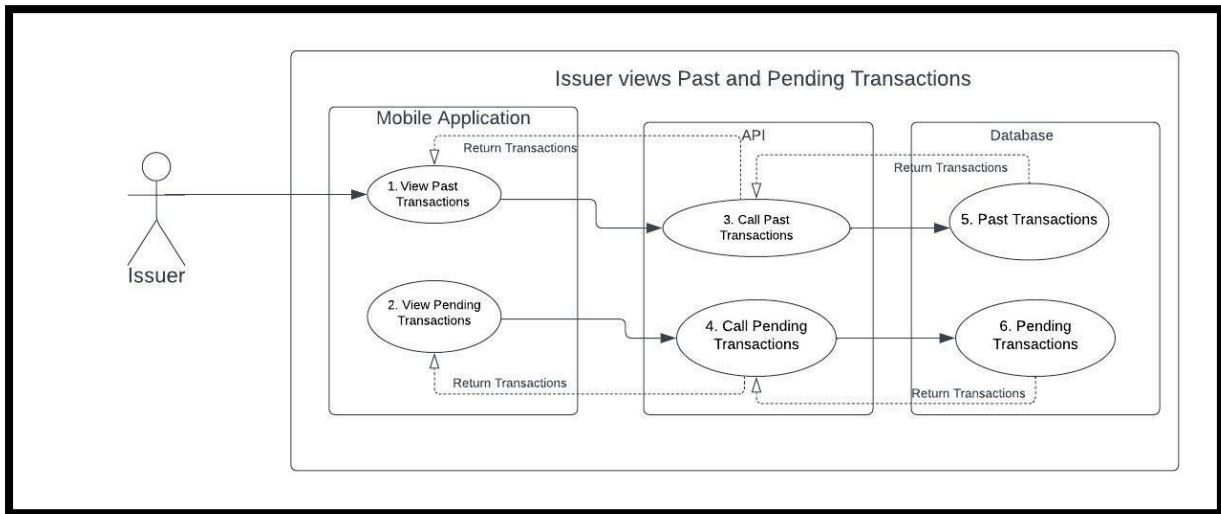 Issuer views Past and Pending Transactions
Mobile Application
API
Database
Return Transactions
Return Transactions
1. View Past
Transactions
3. Call Past
Transactions
5. Past Transactions
Issuer
2. View Pending
Transactions
4. Call Pending
Transactions
6. Pending
Transactions
Return Transactions
Return Transactions